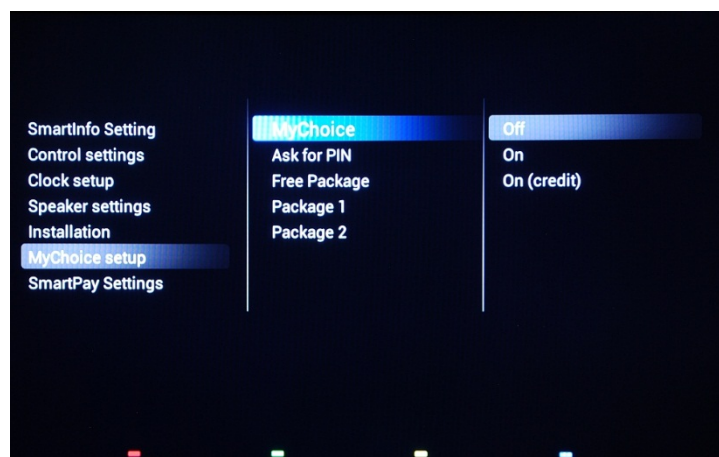 SmartInfo Setting
Control settings
Clock setup
Speaker settings
Installation
MyChoice setup
SmartPay Settings
MyChoice
Ask for PIN
Free Package
Package 1
Package 2
Off
On
On (credit)